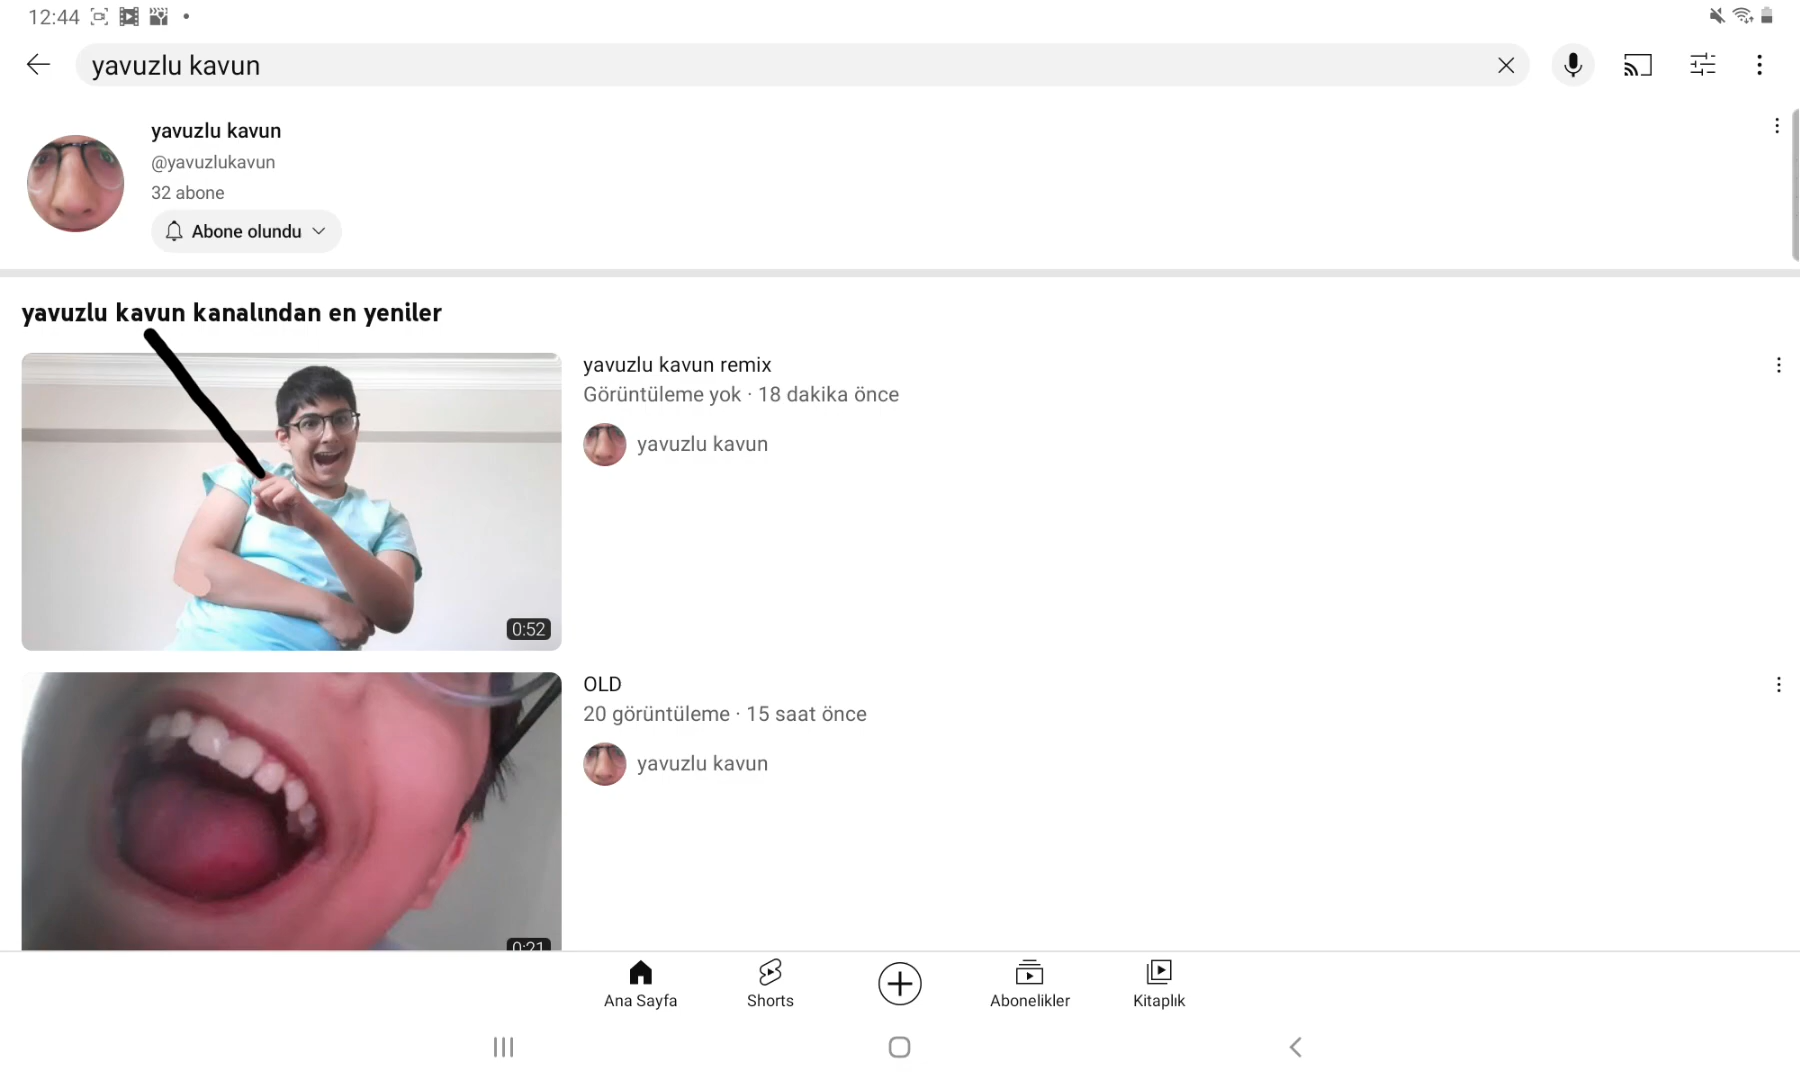 12:44
yavuzlu kavun
yavuzlu kavun
@yavuzlukavun
32 abone
Abone olundu
yavuzlu kavun kanalından en yeniler
yavuzlu kavun remix
Görüntüleme yok · 18 dakika önce
yavuzlu kavun
0:52
OLD
20 görüntüleme · 15 saat önce
yavuzlu kavun
0:21
Ana Sayfa
Shorts
Abonelikler
Kitaplık